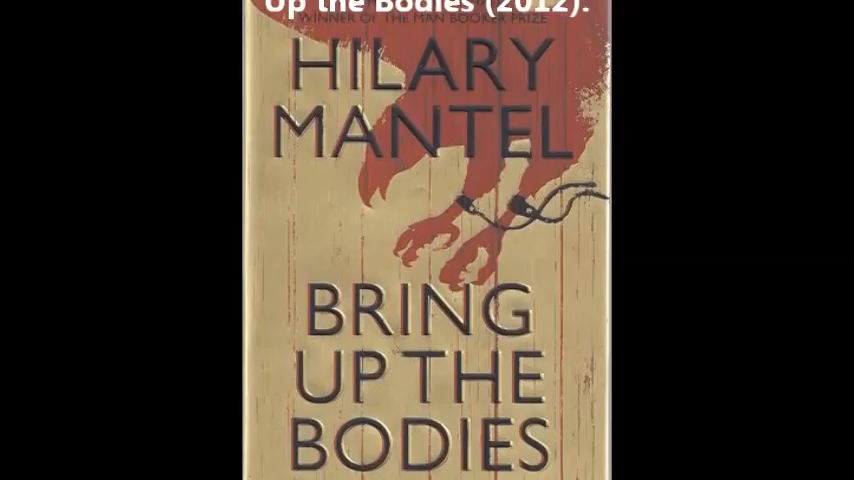 Up the Bodies (2012).
WINNER OF THE MAN BOOKER PRIZE
HILARY
MANTEL
BRING
UP THE
BODIES